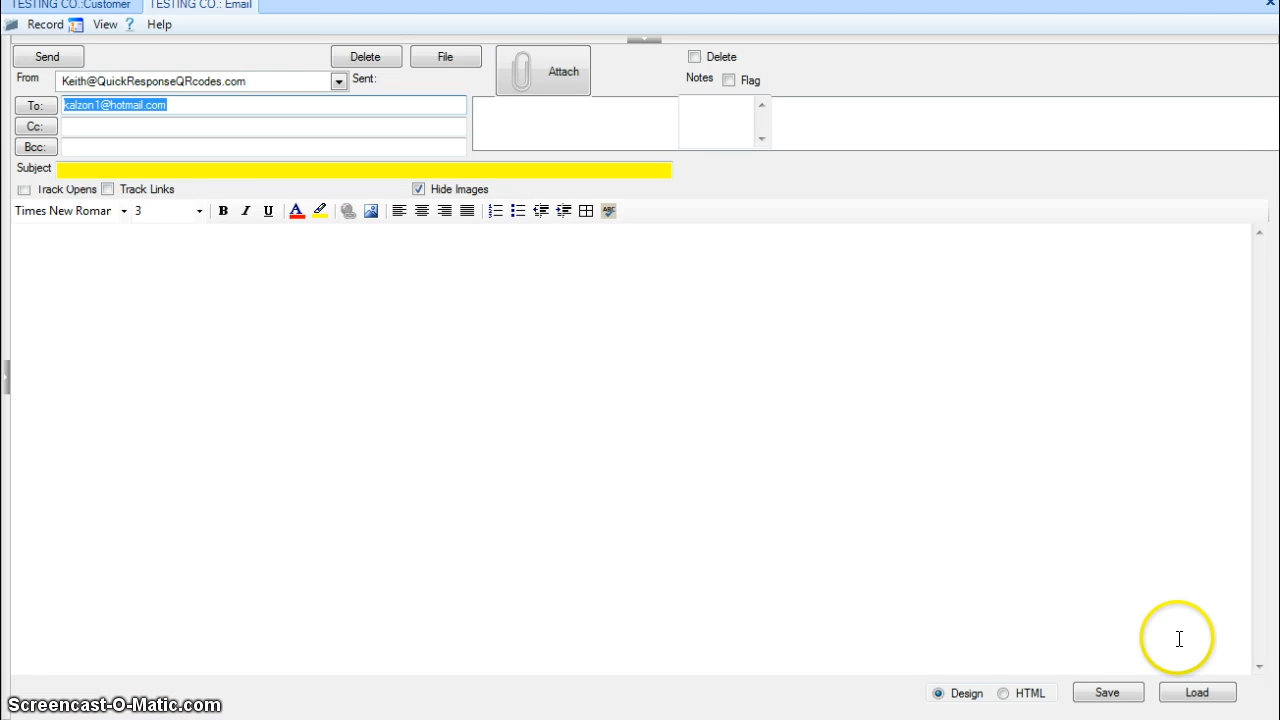 TESTING CO.:Customer TESTING CO.: Email
Record View ? Help
Send Delete File Attach Delete
From Keith@QuickResponseQRcodes.com Sent: Notes Flag
To: kalzon1@hotmail.com
Cc:
Bcc:
Subject
Track Opens Track Links Hide Images
Times New Romar 3 B I U A ABC
Design HTML Save Load
Screencast-O-Matic.com